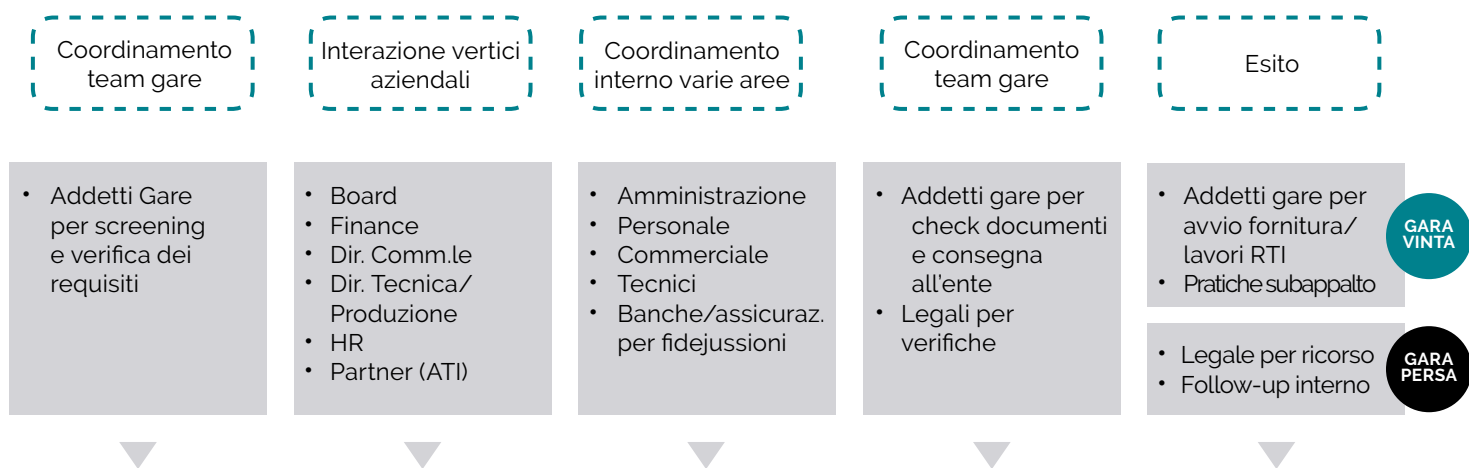 Coordinamento
team gare
Interazione vertici
aziendali
Coordinamento
interno varie aree
Coordinamento
team gare
Esito
• Addetti Gare
per screening
e verifica dei
requisiti
• Board
• Finance
• Dir. Comm.le
• Dir. Tecnica/
Produzione
• HR
• Partner (ATI)
• Amministrazione
• Personale
• Commerciale
• Tecnici
• Banche/assicuraz.
per fidejussioni
• Addetti gare per
check documenti
e consegna
all'ente
• Legali per
verifiche
• Addetti gare per
avvio fornitura/
lavori RTI
• Pratiche subappalto
GARA
VINTA
• Legale per ricorso
• Follow-up interno
GARA
PERSA